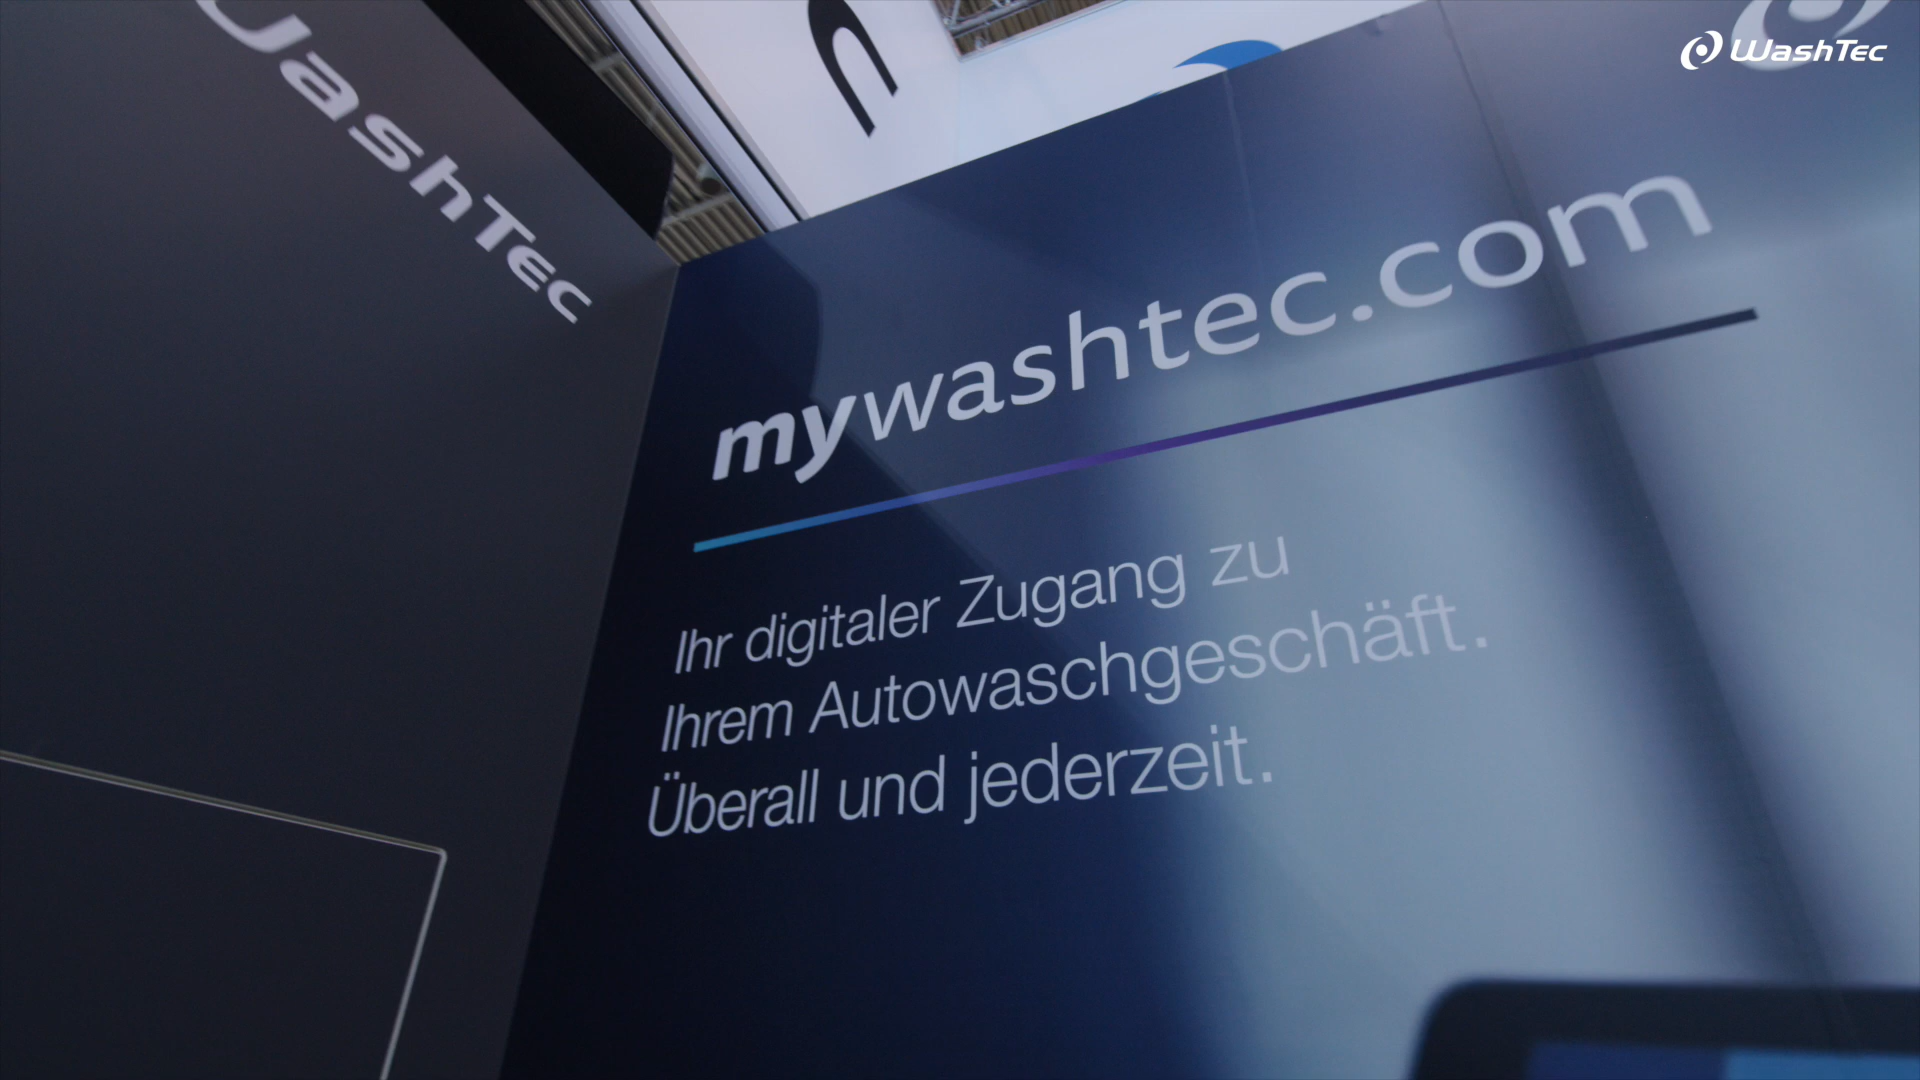 WashTec
WashTec
mywashtec.com
Ihr digitaler Zugang zu
Ihrem Autowaschgeschäft.
Überall und jederzeit.